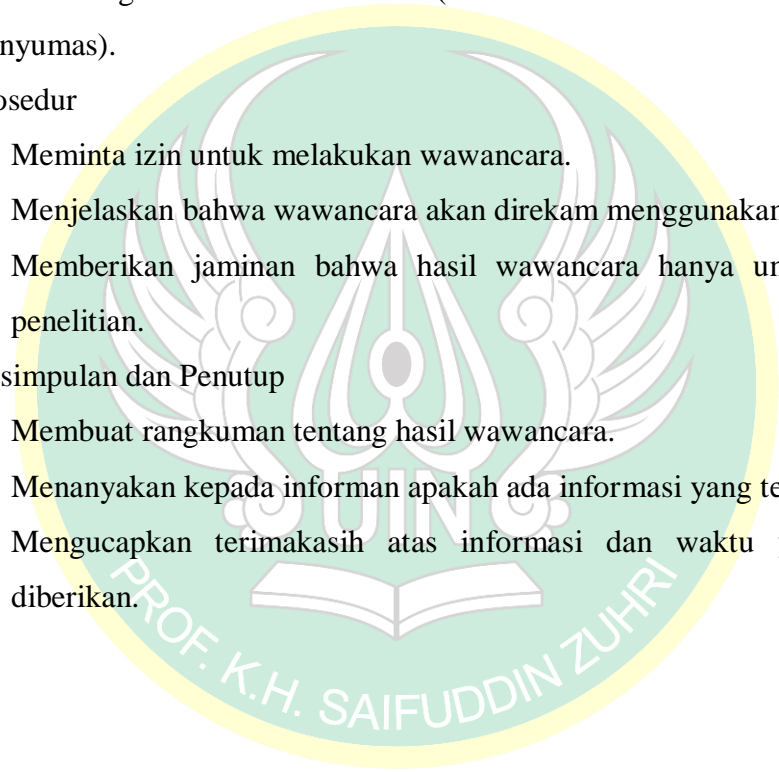 nyumas).
osedur
Meminta izin untuk melakukan wawancara.
Menjelaskan bahwa wawancara akan direkam menggunakan
Memberikan jaminan bahwa hasil wawancara hanya un
penelitian.
simpulan dan Penutup
Membuat rangkuman tentang hasil wawancara.
Menanyakan kepada informan apakah ada informasi yang te
Mengucapkan terimakasih atas informasi dan waktu
diberikan.
UIN
PROF. K.H. SAIFUDDIN ZUHRI